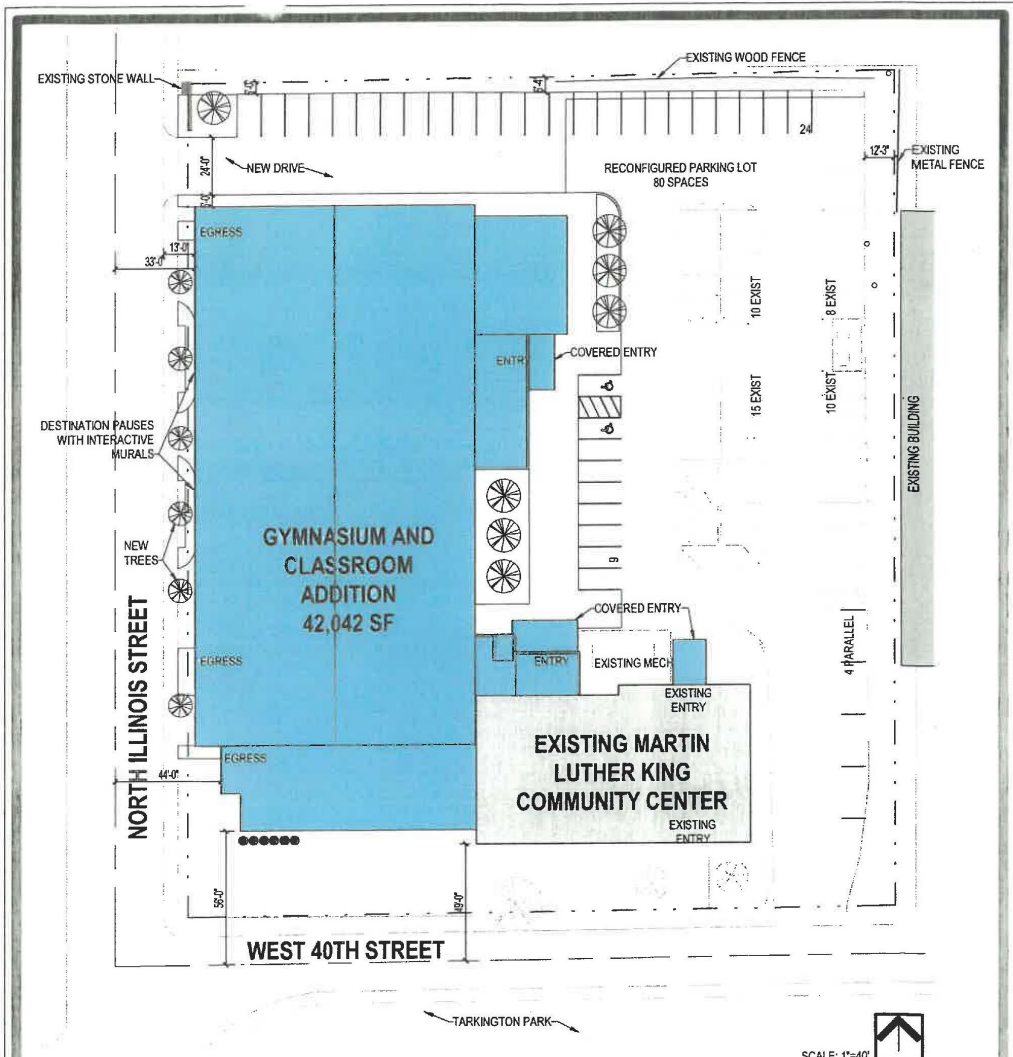 EXISTING STONE WALL
EXISTING WOOD FENCE
6'-4"
24
12'-3"
EXISTING
METAL FENCE
24'-0"
NEW DRIVE
RECONFIGURED PARKING LOT
80 SPACES
EGRESS
13'-0"
33'-0"
10 EXIST
8 EXIST
COVERED ENTRY
ENTRY
15 EXIST
10 EXIST
DESTINATION PAUSES
WITH INTERACTIVE
MURALS
EXISTING BUILDING
NEW
TREES
GYMNASIUM AND
CLASSROOM
ADDITION
42,042 SF
9
COVERED ENTRY
4 PARALLEL
NORTH ILLINOIS STREET
EGRESS
ENTRY
EXISTING MECH
EXISTING
ENTRY
EXISTING MARTIN
LUTHER KING
COMMUNITY CENTER
EGRESS
44'-0"
EXISTING
ENTRY
56'-0"
49'-0"
WEST 40TH STREET
TARKINGTON PARK
SCALE: 1"=40'